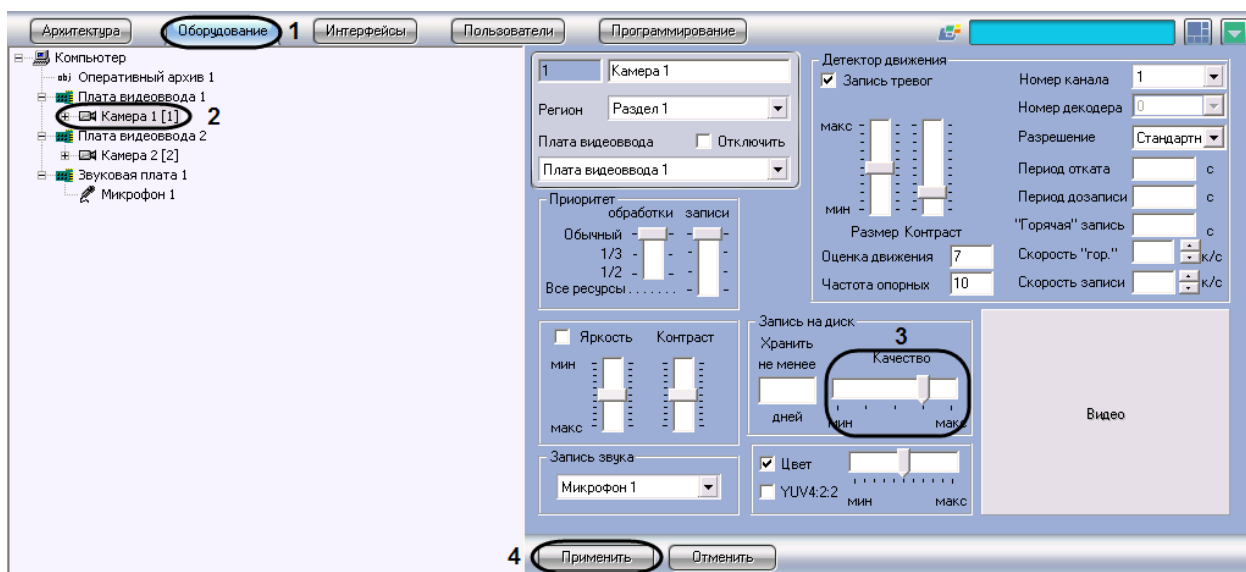 Архитектура Оборудование 1 Интерфейсы Пользователи Программирование
Компьютер
abj Оперативный архив 1
Плата видеоввода 1
Камера 1 [1] 2
Плата видеоввода 2
Камера 2 [2]
Звуковая плата 1
Микрофон 1
1 Камера 1
Регион Раздел 1
Плата видеоввода Отключить
Плата видеоввода 1
Приоритет
обработки записи
Обычный
1/3
1/2
Все ресурсы.......
Яркость Контраст
мин
макс
Запись звука
Микрофон 1
Детектор движения
Запись тревог
макс
мин
Размер Контраст
Оценка движения 7
Частота опорных 10
Номер канала 1
Номер декодера 0
Разрешение Стандартн
Период отката с
Период дозаписи с
"Горячая" запись с
Скорость "гор." к/с
Скорость записи к/с
Запись на диск
Хранить
не менее
дней
3
Качество
мин макс
Цвет
YUV4:2:2
мин макс
Видео
4 Применить Отменить